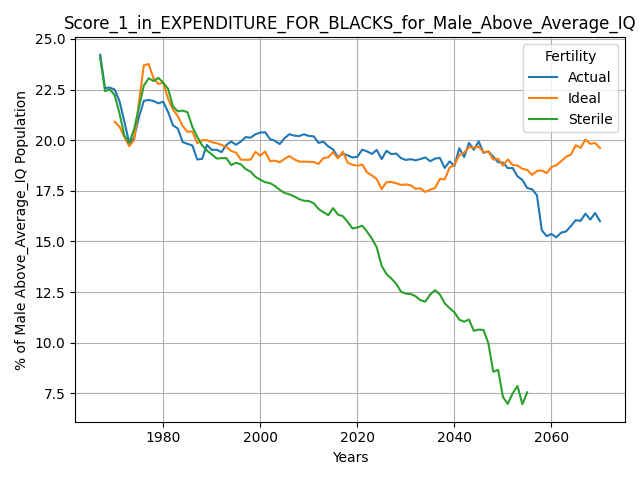 Score_1_in_EXPENDITURE_FOR_BLACKS_for_Male_Above_Average_IQ
% of Male Above_Average_IQ Population
25.0
22.5
20.0
17.5
15.0
12.5
10.0
7.5
Fertility
Actual
Ideal
Sterile
1980
2000
2020
2040
2060
Years